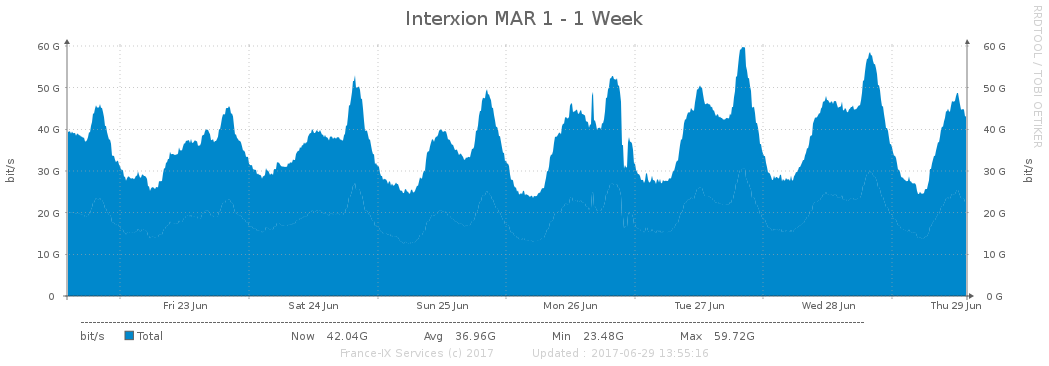 Interxion MAR 1 - 1 Week
RRDTOOL / TOBI OETIKER
bit/s
60 G
50 G
40 G
30 G
20 G
10 G
0
60 G
50 G
40 G
30 G
20 G
10 G
0 G
bit/s
Fri 23 Jun Sat 24 Jun Sun 25 Jun Mon 26 Jun Tue 27 Jun Wed 28 Jun Thu 29 Jun
bit/s Total Now 42.04G Avg 36.96G Min 23.48G Max 59.72G
France-IX Services (c) 2017 Updated : 2017-06-29 13:55:16